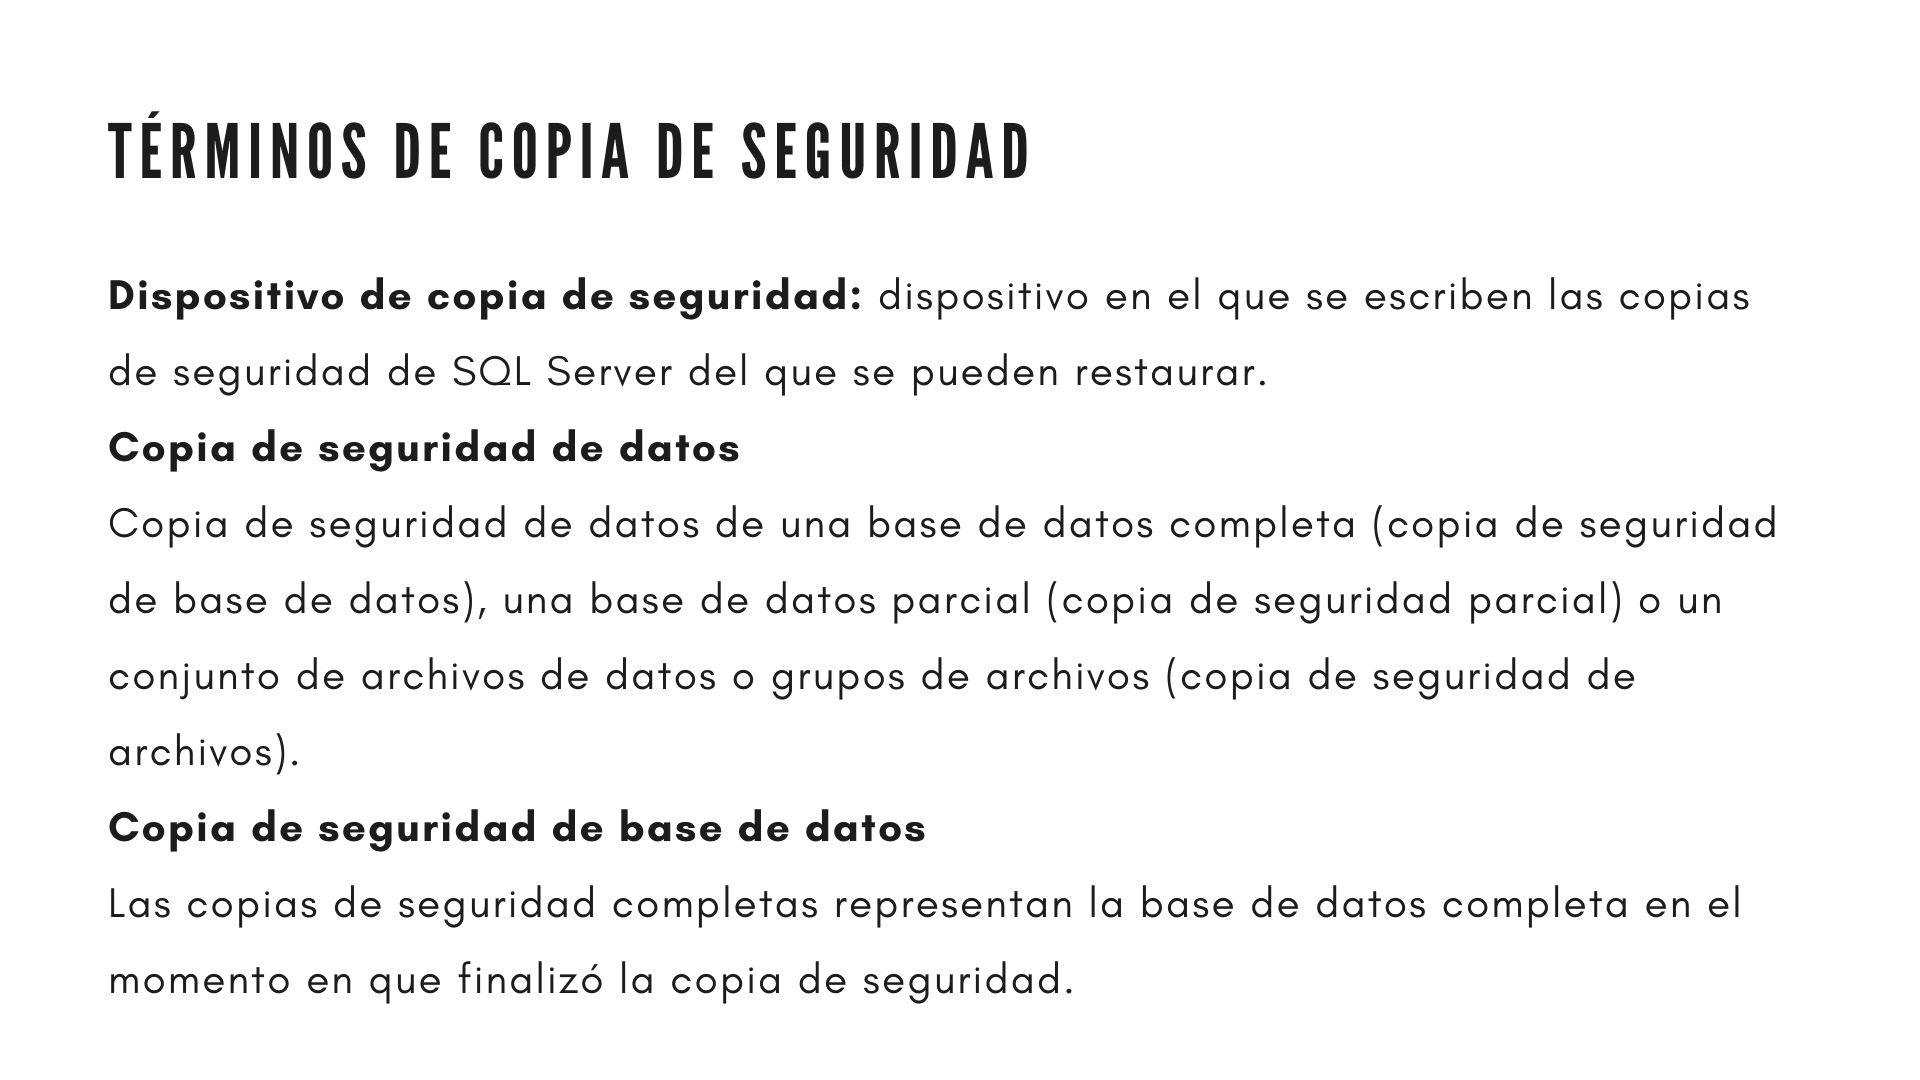 TÉRMINOS DE COPIA DE SEGURIDAD
Dispositivo de copia de seguridad: dispositivo en el que se escriben las copias
de seguridad de SQL Server del que se pueden restaurar.
Copia de seguridad de datos
Copia de seguridad de datos de una base de datos completa (copia de seguridad
de base de datos), una base de datos parcial (copia de seguridad parcial) o un
conjunto de archivos de datos o grupos de archivos (copia de seguridad de
archivos).
Copia de seguridad de base de datos
Las copias de seguridad completas representan la base de datos completa en el
momento en que finalizó la copia de seguridad.